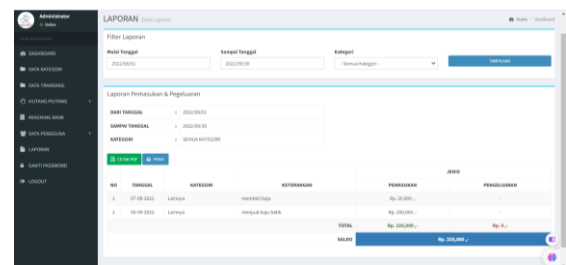 Administrator
Online
LAPORAN Data Laporan
Home > Dashboard
DASHBOARD
DATA KATEGORI
DATA TRANSAKSI
HUTANG PIUTANG
REKENING BANK
DATA PENGGUNA
LAPORAN
GANTI PASSWORD
LOGOUT
Filter Laporan
Mulai Tanggal Sampai Tanggal Kategori
2022/08/01 2022/09/30 - Semua Kategori -
TAMPILKAN
Laporan Pemasukan & Pegeluaran
DARI TANGGAL : 2022/08/01
SAMPAI TANGGAL : 2022/09/30
KATEGORI : SEMUA KATEGORI
CETAK PDF PRINT
NO TANGGAL KATEGORI KETERANGAN JENIS
PEMASUKAN PENGELUARAN
1 07-08-2022 Lainnya membeli baju Rp. 20,000 ,- -
2 08-09-2022 Lainnya menjual baju batik Rp. 200,000 ,- -
TOTAL Rp. 220,000 ,- Rp. 0 ,-
SALDO Rp. 220,000 ,-